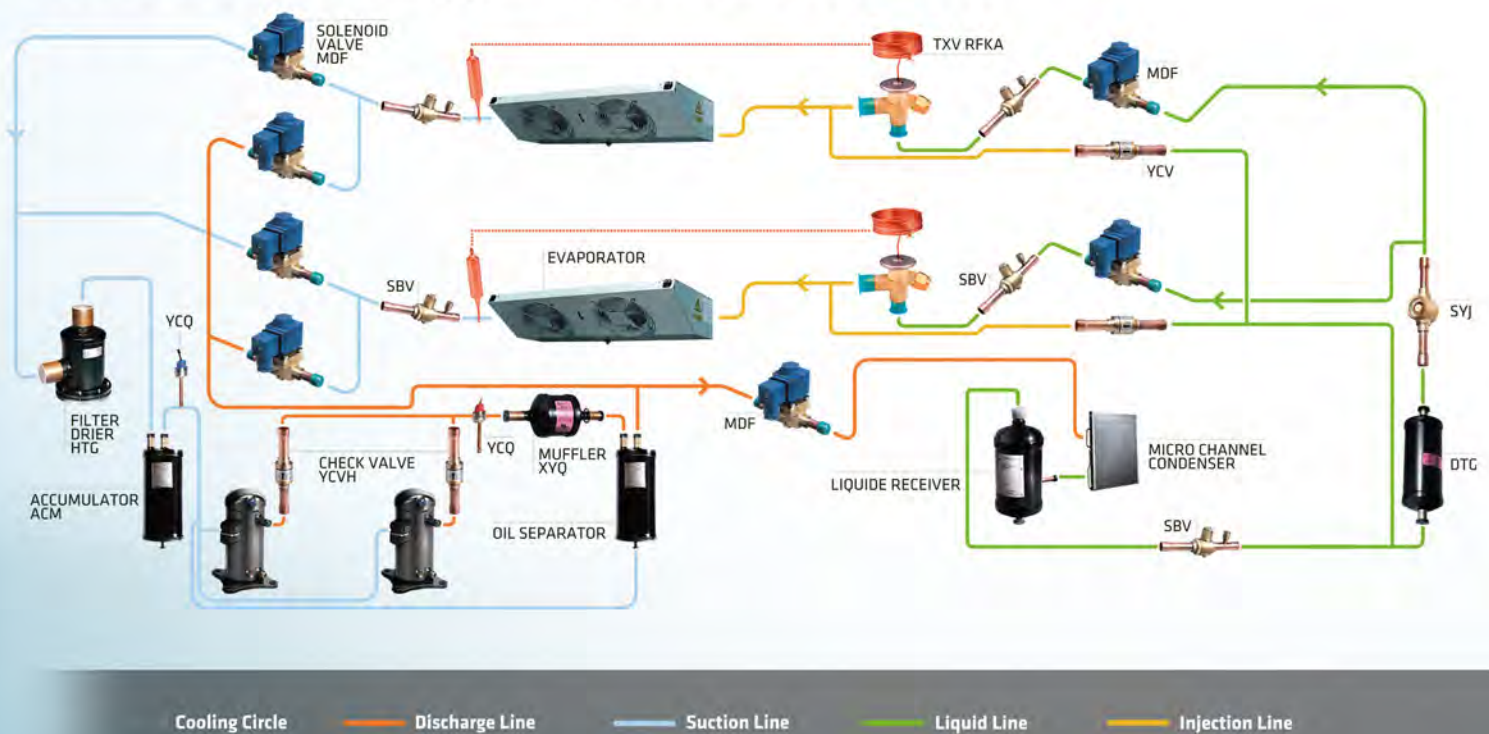 SOLENOID
VALVE
MDF
TXV RFKA
MDF
YCV
EVAPORATOR
SBV
SBV
SYJ
YCQ
FILTER
DRIER
HTG
MDF
YCQ
MUFFLER
XYQ
CHECK VALVE
YCVH
MICRO CHANNEL
CONDENSER
LIQUIDE RECEIVER
DTG
ACCUMULATOR
ACM
OIL SEPARATOR
SBV
Cooling Circle
Discharge Line
Suction Line
Liquid Line
Injection Line